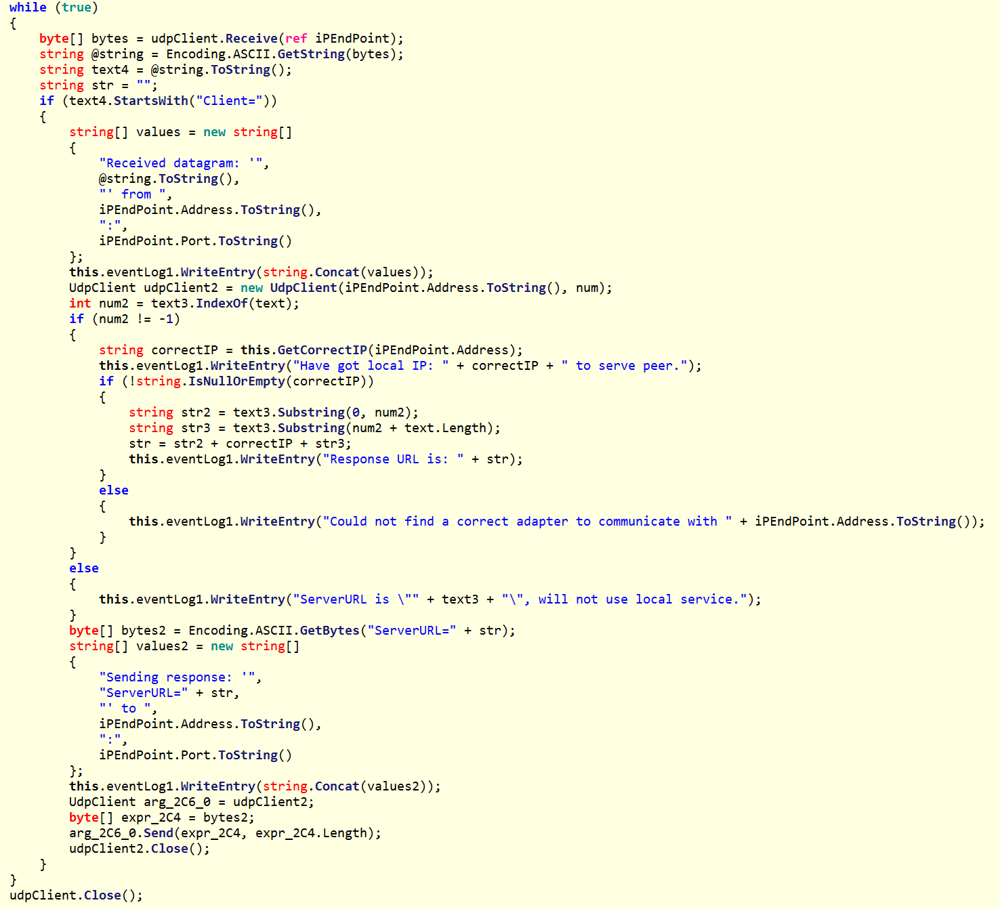 while (true)
{
    byte[] bytes = udpClient.Receive(ref iPEndPoint);
    string @string = Encoding.ASCII.GetString(bytes);
    string text4 = @string.ToString();
    string str = "";
    if (text4.StartsWith("Client="))
    {
        string[] values = new string[]
        {
            "Received datagram: '",
            @string.ToString(),
            "' from ",
            iPEndPoint.Address.ToString(),
            ":",
            iPEndPoint.Port.ToString()
        };
        this.eventLog1.WriteEntry(string.Concat(values));
        UdpClient udpClient2 = new UdpClient(iPEndPoint.Address.ToString(), num);
        int num2 = text3.IndexOf(text);
        if (num2 != -1)
        {
            string correctIP = this.GetCorrectIP(iPEndPoint.Address);
            this.eventLog1.WriteEntry("Have got local IP: " + correctIP + " to serve peer.");
            if (!string.IsNullOrEmpty(correctIP))
            {
                string str2 = text3.Substring(0, num2);
                string str3 = text3.Substring(num2 + text.Length);
                str = str2 + correctIP + str3;
                this.eventLog1.WriteEntry("Response URL is: " + str);
            }
            else
            {
                this.eventLog1.WriteEntry("Could not find a correct adapter to communicate with " + iPEndPoint.Address.ToString());
            }
        }
        else
        {
            this.eventLog1.WriteEntry("ServerURL is \"" + text3 + "\", will not use local service.");
        }
        byte[] bytes2 = Encoding.ASCII.GetBytes("ServerURL=" + str);
        string[] values2 = new string[]
        {
            "Sending response: '",
            "ServerURL=" + str,
            "' to ",
            iPEndPoint.Address.ToString(),
            ":",
            iPEndPoint.Port.ToString()
        };
        this.eventLog1.WriteEntry(string.Concat(values2));
        UdpClient arg_2C6_0 = udpClient2;
        byte[] expr_2C4 = bytes2;
        arg_2C6_0.Send(expr_2C4, expr_2C4.Length);
        udpClient2.Close();
    }
}
udpClient.Close();